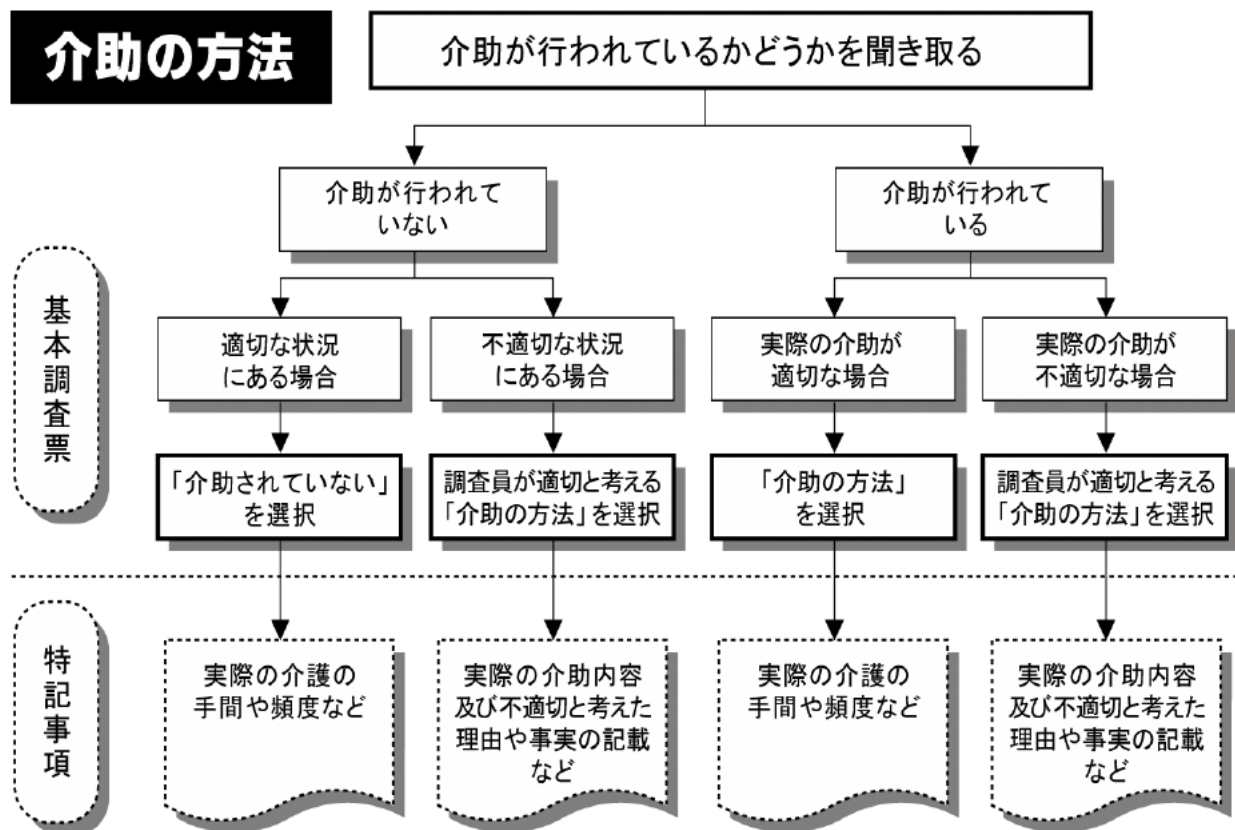 介助の方法
介助が行われているかどうかを聞き取る
介助が行われて
いない
介助が行われて
いる
基本調査票
適切な状況
にある場合
不適切な状況
にある場合
実際の介助が
適切な場合
実際の介助が
不適切な場合
「介助されていない」
を選択
調査員が適切と考える
「介助の方法」を選択
「介助の方法」
を選択
調査員が適切と考える
「介助の方法」を選択
特記事項
実際の介護の
手間や頻度など
実際の介助内容
及び不適切と考えた
理由や事実の記載
など
実際の介護の
手間や頻度など
実際の介助内容
及び不適切と考えた
理由や事実の記載
など